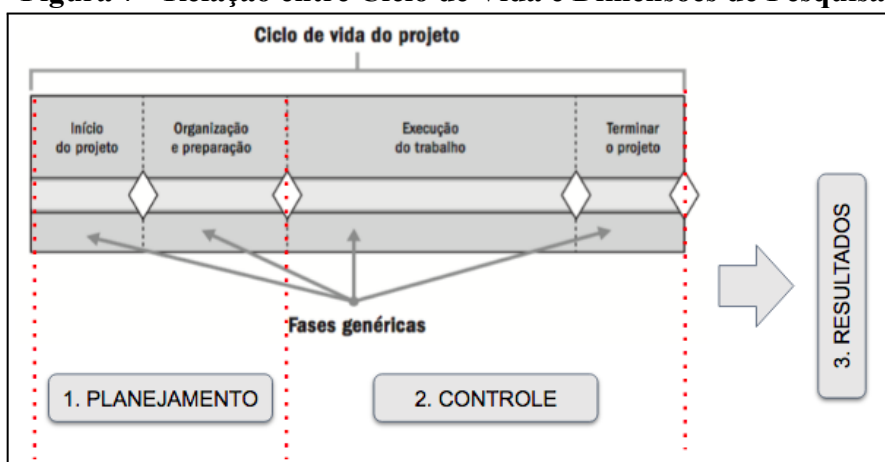 Ciclo de vida do projeto
Início
do projeto
Organização
e preparação
Execução
do trabalho
Terminar
o projeto
Fases genéricas
1. PLANEJAMENTO
2. CONTROLE
3. RESULTADOS